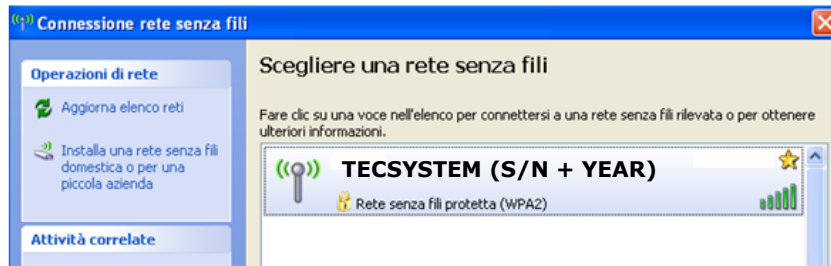 Connessione rete senza fili
Operazioni di rete
Aggiorna elenco reti
Installa una rete senza fili
domestica o per una
piccola azienda
Attività correlate
Scegliere una rete senza fili
Fare clic su una voce nell'elenco per connettersi a una rete senza fili rilevata o per ottenere
ulteriori informazioni.
TECSYSTEM (S/N + YEAR)
Rete senza fili protetta (WPA2)